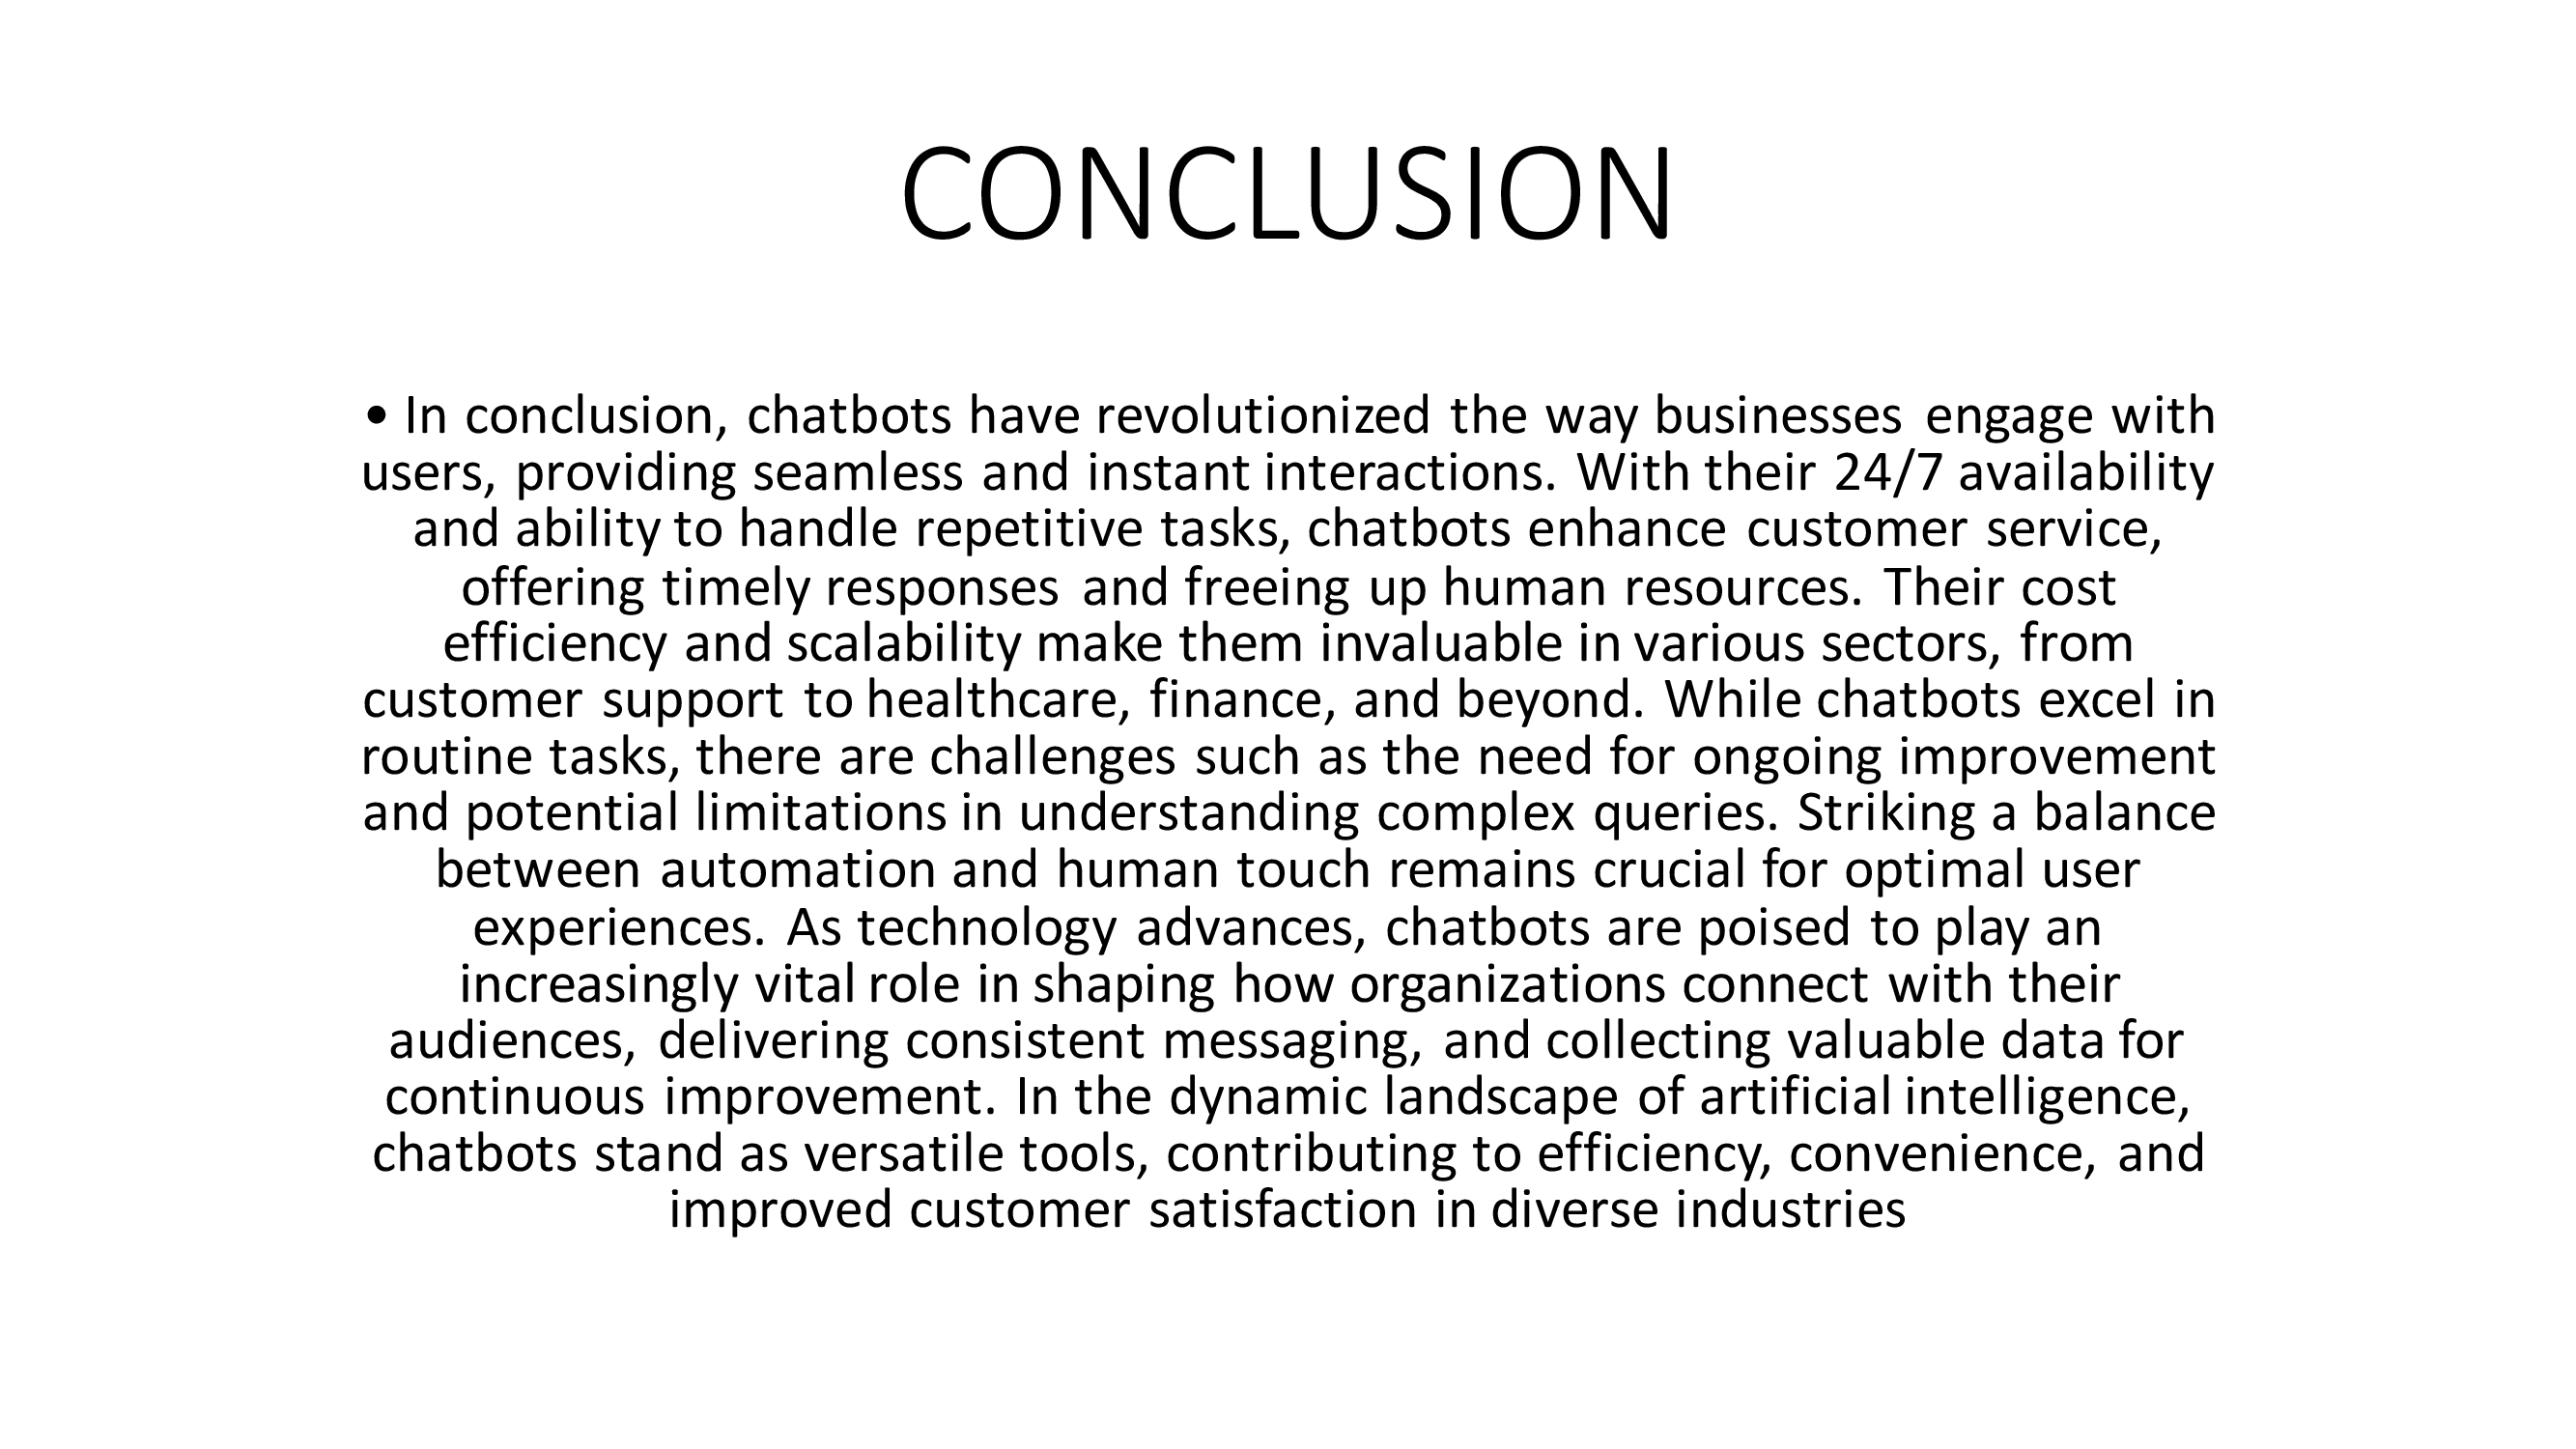 CONCLUSION
• In conclusion, chatbots have revolutionized the way businesses engage with
users, providing seamless and instant interactions. With their 24/7 availability
and ability to handle repetitive tasks, chatbots enhance customer service,
offering timely responses and freeing up human resources. Their cost
efficiency and scalability make them invaluable in various sectors, from
customer support to healthcare, finance, and beyond. While chatbots excel in
routine tasks, there are challenges such as the need for ongoing improvement
and potential limitations in understanding complex queries. Striking a balance
between automation and human touch remains crucial for optimal user
experiences. As technology advances, chatbots are poised to play an
increasingly vital role in shaping how organizations connect with their
audiences, delivering consistent messaging, and collecting valuable data for
continuous improvement. In the dynamic landscape of artificial intelligence,
chatbots stand as versatile tools, contributing to efficiency, convenience, and
improved customer satisfaction in diverse industries